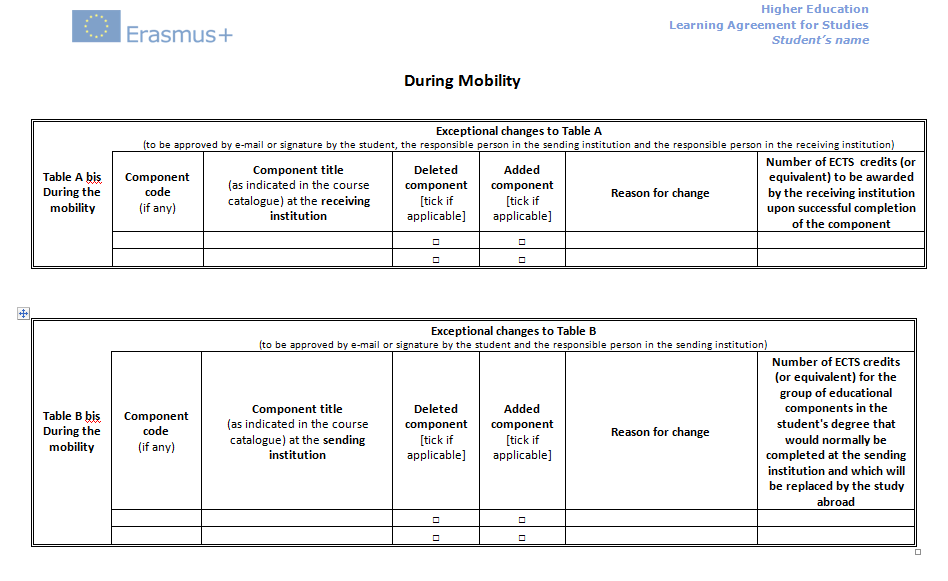 Erasmus+
Higher Education
Learning Agreement for Studies
Student's name
During Mobility
Table A bis
During the
mobility
Exceptional changes to Table A
(to be approved by e-mail or signature by the student, the responsible person in the sending institution and the responsible person in the receiving institution)
Component
code
(if any)
Component title
(as indicated in the course
catalogue) at the receiving
institution
Deleted
component
[tick if
applicable]
Added
component
[tick if
applicable]
Reason for change
Number of ECTS credits (or
equivalent) to be awarded
by the receiving institution
upon successful completion
of the component
□ □
□ □
Table B bis
During the
mobility
Exceptional changes to Table B
(to be approved by e-mail or signature by the student and the responsible person in the sending institution)
Component
code
(if any)
Component title
(as indicated in the course
catalogue) at the sending
institution
Deleted
component
[tick if
applicable]
Added
component
[tick if
applicable]
Reason for change
Number of ECTS credits
(or equivalent) for the
group of educational
components in the
student's degree that
would normally be
completed at the sending
institution and which will
be replaced by the study
abroad
□ □
□ □